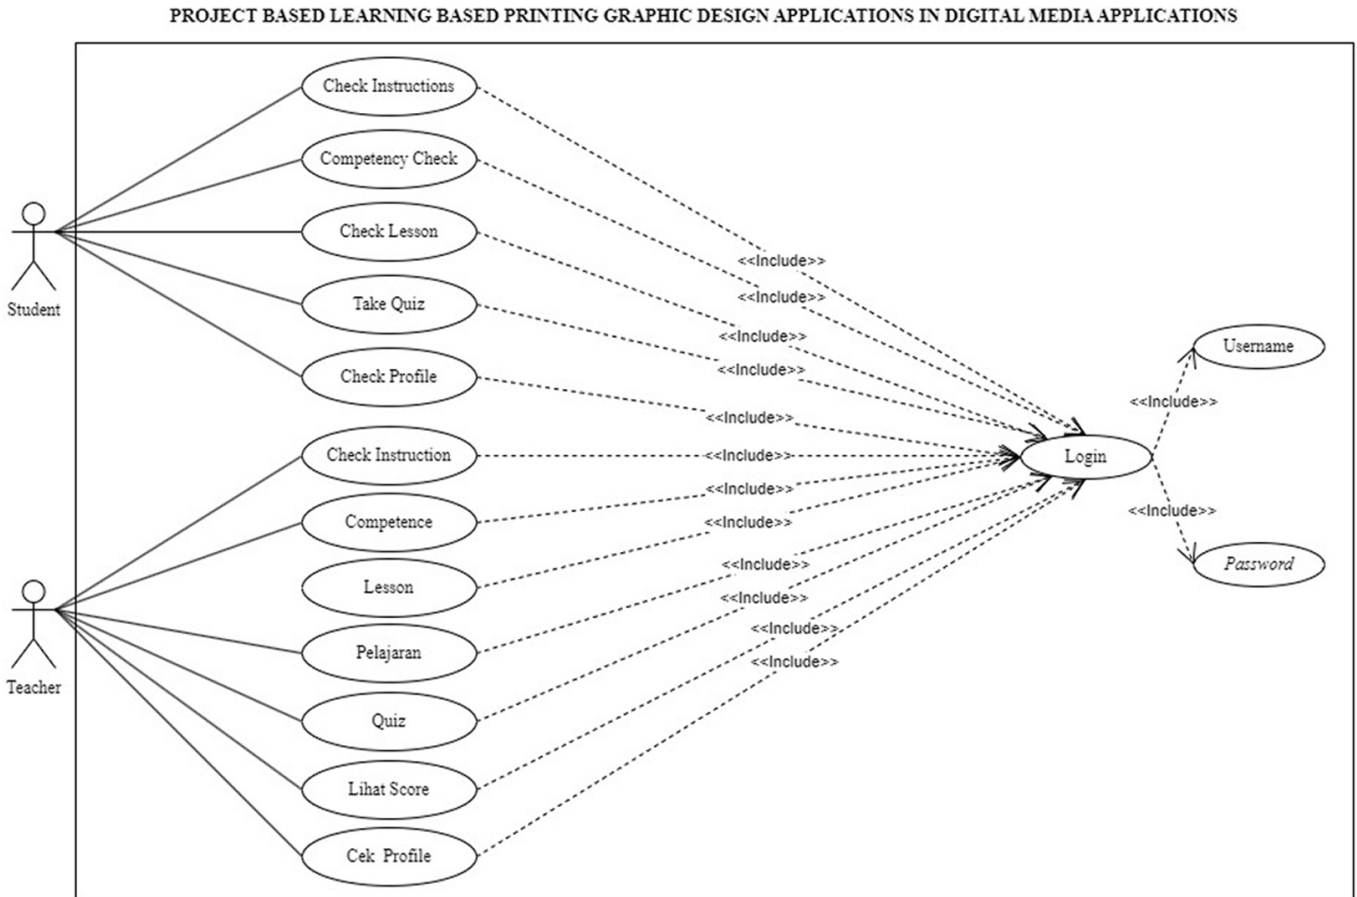 PROJECT BASED LEARNING BASED PRINTING GRAPHIC DESIGN APPLICATIONS IN DIGITAL MEDIA APPLICATIONS
Check Instructions
Competency Check
Check Lesson
<<Include>>
<<Include>>
Take Quiz
Student
<<Include>>
Username
<<Include>>
Check Profile
<<Include>>
<<Include>>
Check Instruction
<<Include>>
Login
<<Include>>
Competence
<<Include>>
<<Include>>
Lesson
<<Include>>
Password
<<Include>>
<<Include>>
Pelajaran
<<Include>>
Teacher
Quiz
Lihat Score
Cek Profile